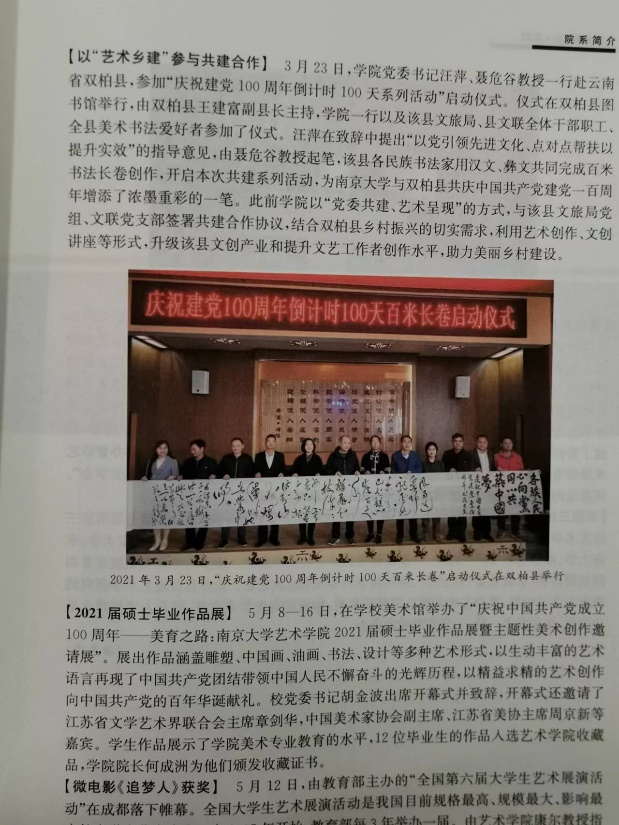 院系简介
【以“艺术乡建”参与共建合作】 3月23日,学院党委书记汪萍、聂危谷教授一行赴云南
省双柏县,参加“庆祝建党100周年倒计时100天系列活动”启动仪式。仪式在双柏县图
书馆举行,由双柏县王建富副县长主持,学院一行以及该县文旅局、县文联全体干部职工、
全县美术书法爱好者参加了仪式。汪萍在致辞中提出“以党引领先进文化、点对点帮扶以
提升实效”的指导意见,由聂危谷教授起笔,该县各民族书法家用汉文、彝文共同完成百米
书法长卷创作,开启本次共建系列活动,为南京大学与双柏县共庆中国共产党建党一百周
年增添了浓墨重彩的一笔。此前学院以“党委共建、艺术呈现”的方式,与该县文旅局党
组、文联党支部签署共建合作协议,结合双柏县乡村振兴的切实需求,利用艺术创作、文创
讲座等形式,升级该县文创产业和提升文艺工作者创作水平,助力美丽乡村建设。
庆祝建党100周年倒计时100天百米长卷启动仪式
各族人民
心向党
同心共
筑中国
梦
2021年3月23日,“庆祝建党100周年倒计时100天百米长卷”启动仪式在双柏县举行
【2021届硕士毕业作品展】 5月8—16日,在学校美术馆举办了“庆祝中国共产党成立
100周年——美育之路:南京大学艺术学院2021届硕士毕业作品展暨主题性美术创作邀
请展”。展出作品涵盖雕塑、中国画、油画、书法、设计等多种艺术形式,以生动丰富的艺术
语言再现了中国共产党团结带领中国人民不懈奋斗的光辉历程,以精益求精的艺术创作
向中国共产党的百年华诞献礼。校党委书记胡金波出席开幕式并致辞,开幕式还邀请了
江苏省文学艺术界联合会主席章剑华,中国美术家协会副主席、江苏省美协主席周京新等
嘉宾。学生作品展示了学院美术专业教育的水平,12位毕业生的作品入选艺术学院收藏
品,学院院长何成洲为他们颁发收藏证书。
【微电影《追梦人》获奖】 5月12日,由教育部主办的“全国第六届大学生艺术展演活
动”在成都落下帷幕。全国大学生艺术展演活动是我国目前规格最高、规模最大、影响最
开始,教育部每3年举办一届。由艺术学院康尔教授指